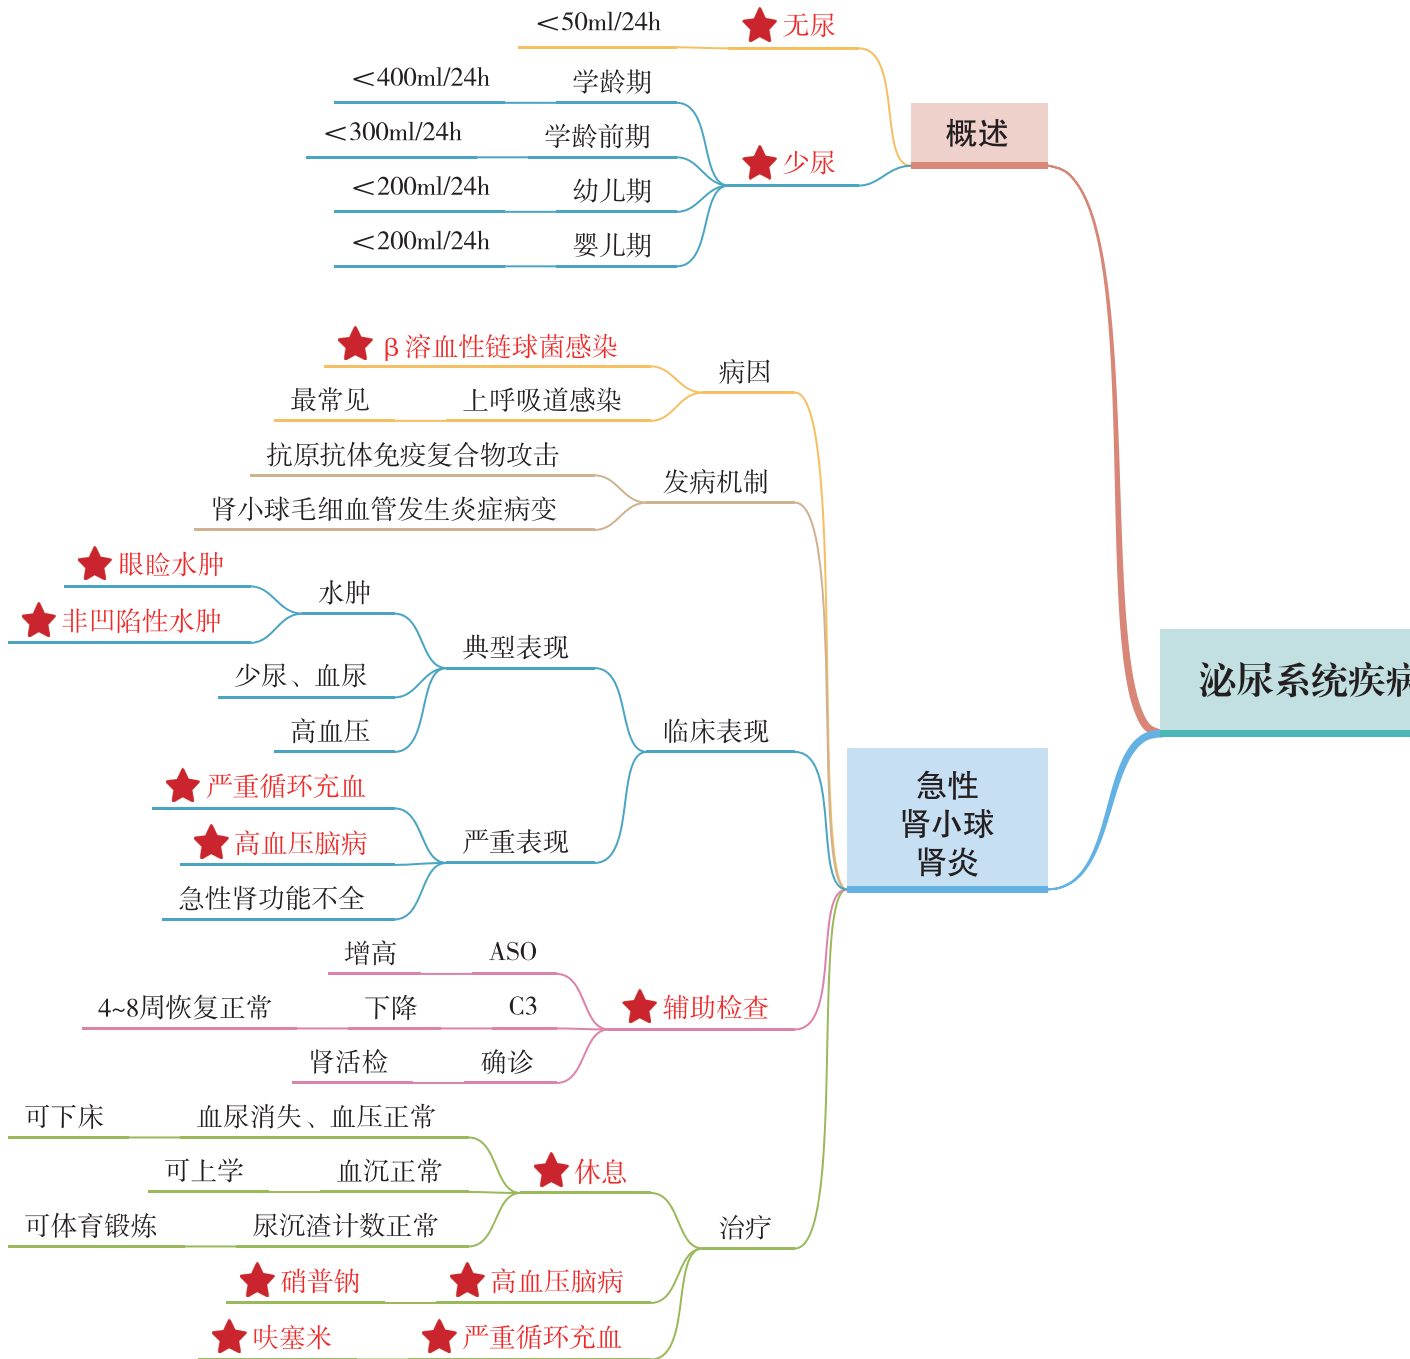 泌尿系统疾病
概述
无尿
<50ml/24h
少尿
学龄期
<400ml/24h
学龄前期
<300ml/24h
幼儿期
<200ml/24h
婴儿期
<200ml/24h
急性
肾小球
肾炎
病因
β 溶血性链球菌感染
上呼吸道感染
最常见
发病机制
抗原抗体免疫复合物攻击
肾小球毛细血管发生炎症病变
临床表现
典型表现
水肿
眼睑水肿
非凹陷性水肿
少尿、血尿
高血压
严重表现
严重循环充血
高血压脑病
急性肾功能不全
辅助检查
ASO
增高
C3
下降
4~8周恢复正常
确诊
肾活检
治疗
休息
血尿消失、血压正常
可下床
血沉正常
可上学
尿沉渣计数正常
可体育锻炼
高血压脑病
硝普钠
严重循环充血
呋塞米